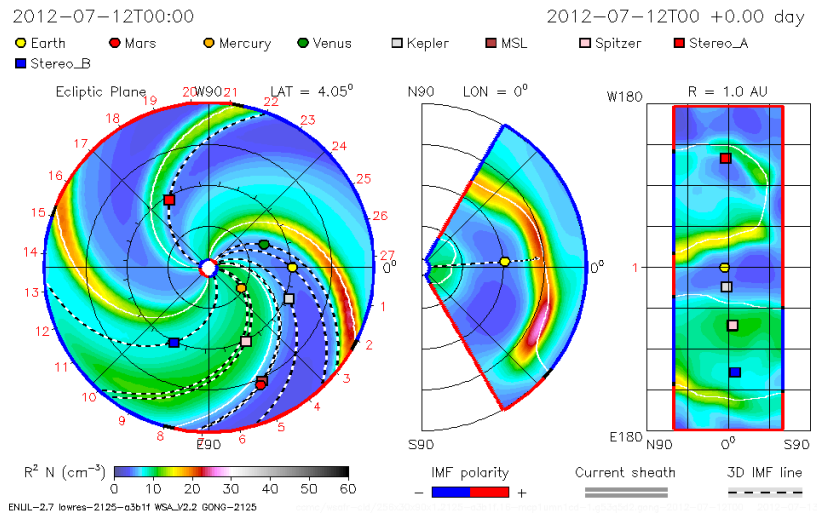 2012-07-12T00:00 2012-07-12T00 +0.00 day
Earth Mars Mercury Venus Kepler MSL Spitzer Stereo_A
Stereo_B
Ecliptic Plane W90 LAT = 4.05° N90 LON = 0° R = 1.0 AU
W180
20 21
19 22
18 23
17 24
16 25
15 26
14 27
0° 0° 1
13
12 1
11 2
10 3
9 4
8 5
7 6
E90 S90 E180 N90 0° S90
R² N (cm⁻³)
0 10 20 30 40 50 60
IMF polarity
- +
Current sheath
3D IMF line
ENLIL-2.7 lowres-2125-a3b1f WSA_V2.2 GONG-2125